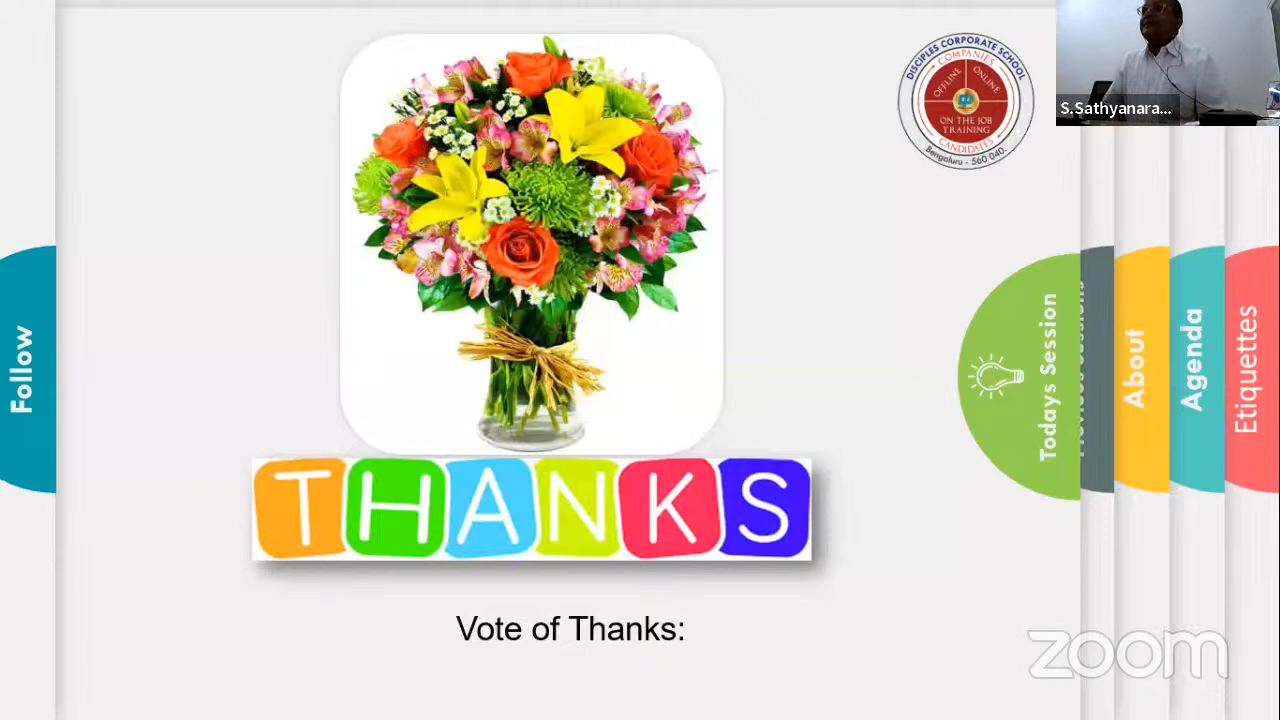 DISCIPLES CORPORATE SCHOOL
COMPANIES
OFFLINE
ONLINE
ON THE JOB
TRAINING
CANDIDATES
Bengaluru - 560 040.
S.Sathyanara...
Follow
Todays Session
About
Agenda
Etiquettes
THANKS
Vote of Thanks:
zoom